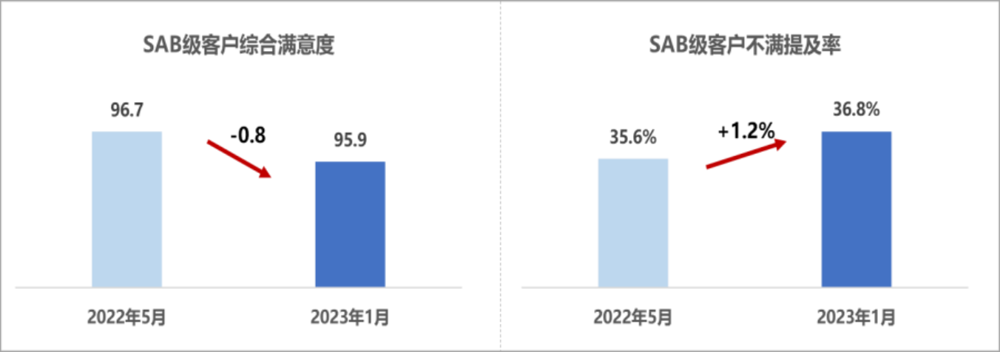 SAB级客户综合满意度
96.7
-0.8
95.9
2022年5月
2023年1月
SAB级客户不满提及率
35.6%
+1.2%
36.8%
2022年5月
2023年1月